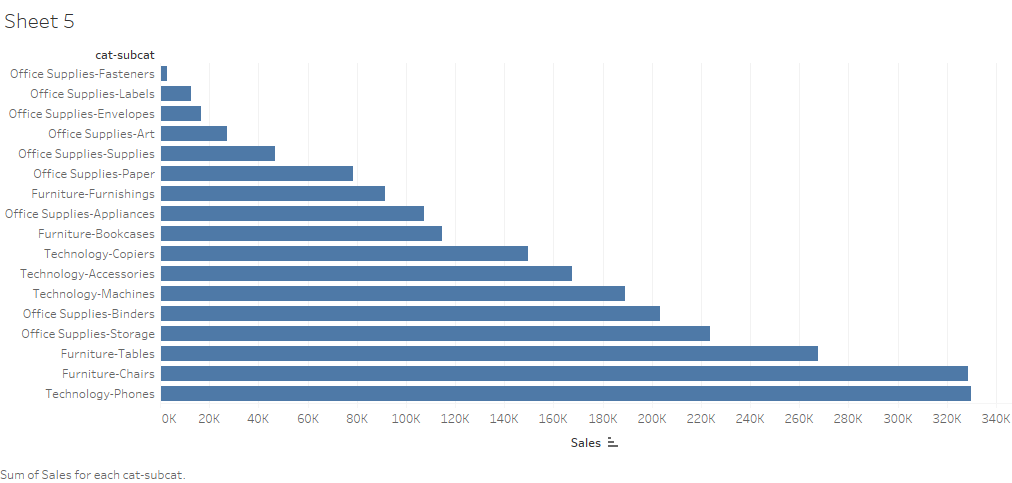 Sheet 5
cat-subcat
Office Supplies-Fasteners
Office Supplies-Labels
Office Supplies-Envelopes
Office Supplies-Art
Office Supplies-Supplies
Office Supplies-Paper
Furniture-Furnishings
Office Supplies-Appliances
Furniture-Bookcases
Technology-Copiers
Technology-Accessories
Technology-Machines
Office Supplies-Binders
Office Supplies-Storage
Furniture-Tables
Furniture-Chairs
Technology-Phones
0K 20K 40K 60K 80K 100K 120K 140K 160K 180K 200K 220K 240K 260K 280K 300K 320K 340K
Sales
Sum of Sales for each cat-subcat.